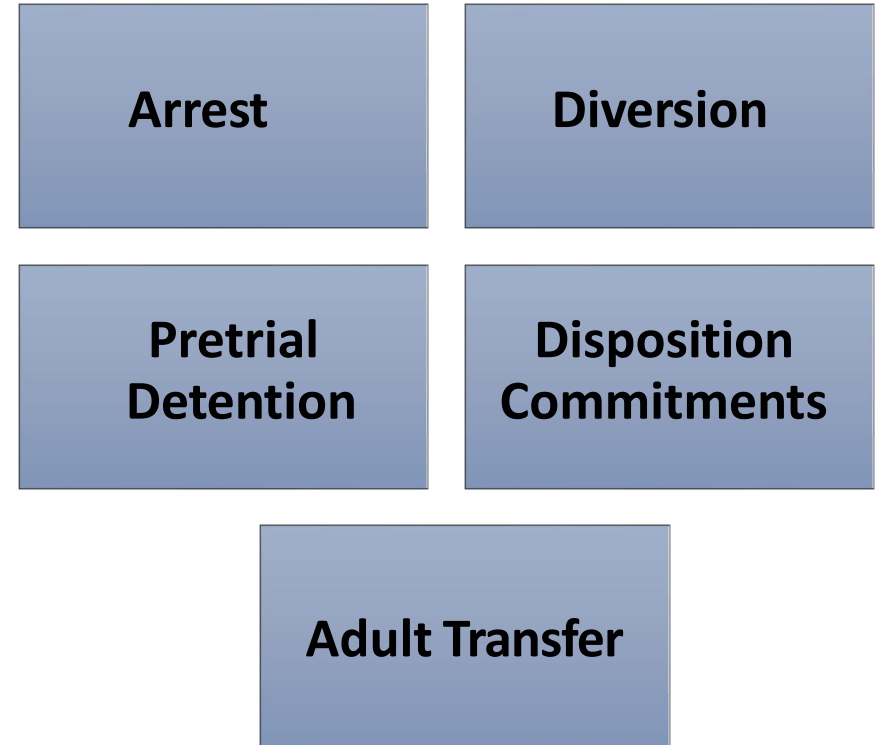 Arrest
Diversion
Pretrial
Detention
Disposition
Commitments
Adult Transfer